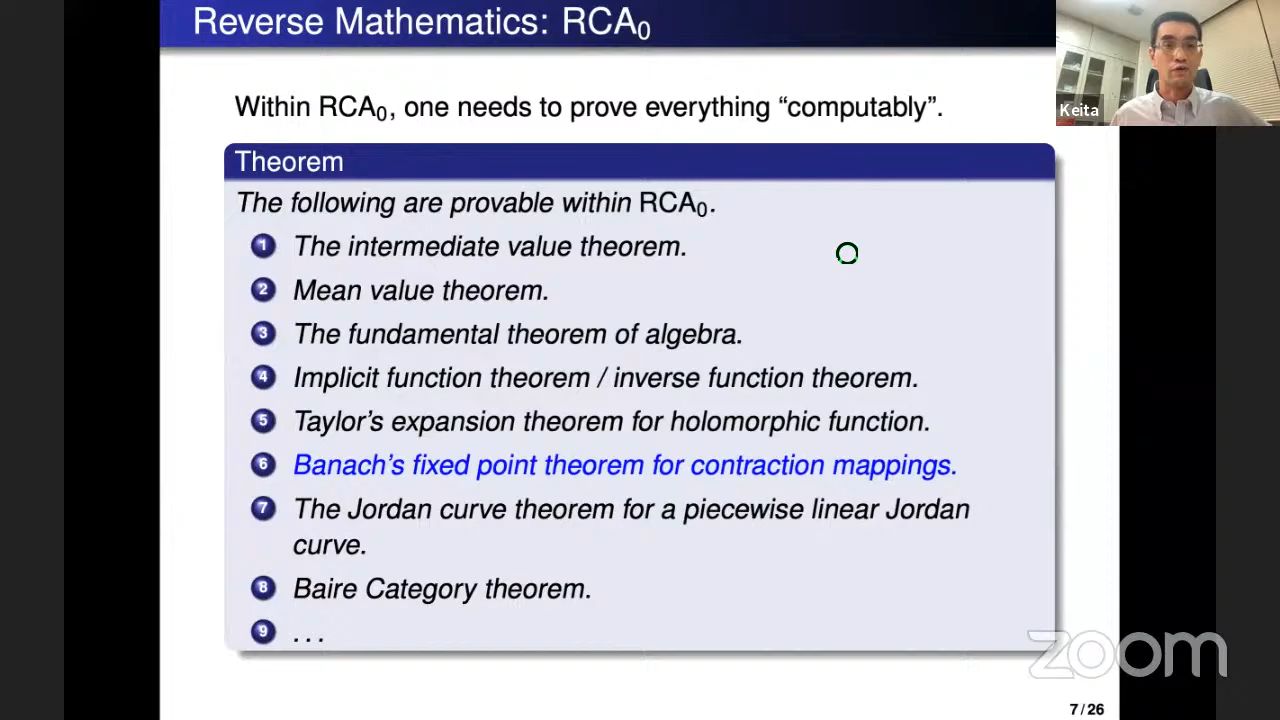 Reverse Mathematics: RCA₀
Within RCA₀, one needs to prove everything “computably”.
Keita
Theorem
The following are provable within RCA₀.
1 The intermediate value theorem.
2 Mean value theorem.
3 The fundamental theorem of algebra.
4 Implicit function theorem / inverse function theorem.
5 Taylor’s expansion theorem for holomorphic function.
6 Banach’s fixed point theorem for contraction mappings.
7 The Jordan curve theorem for a piecewise linear Jordan
curve.
8 Baire Category theorem.
9 . . .
zoom
7 / 26